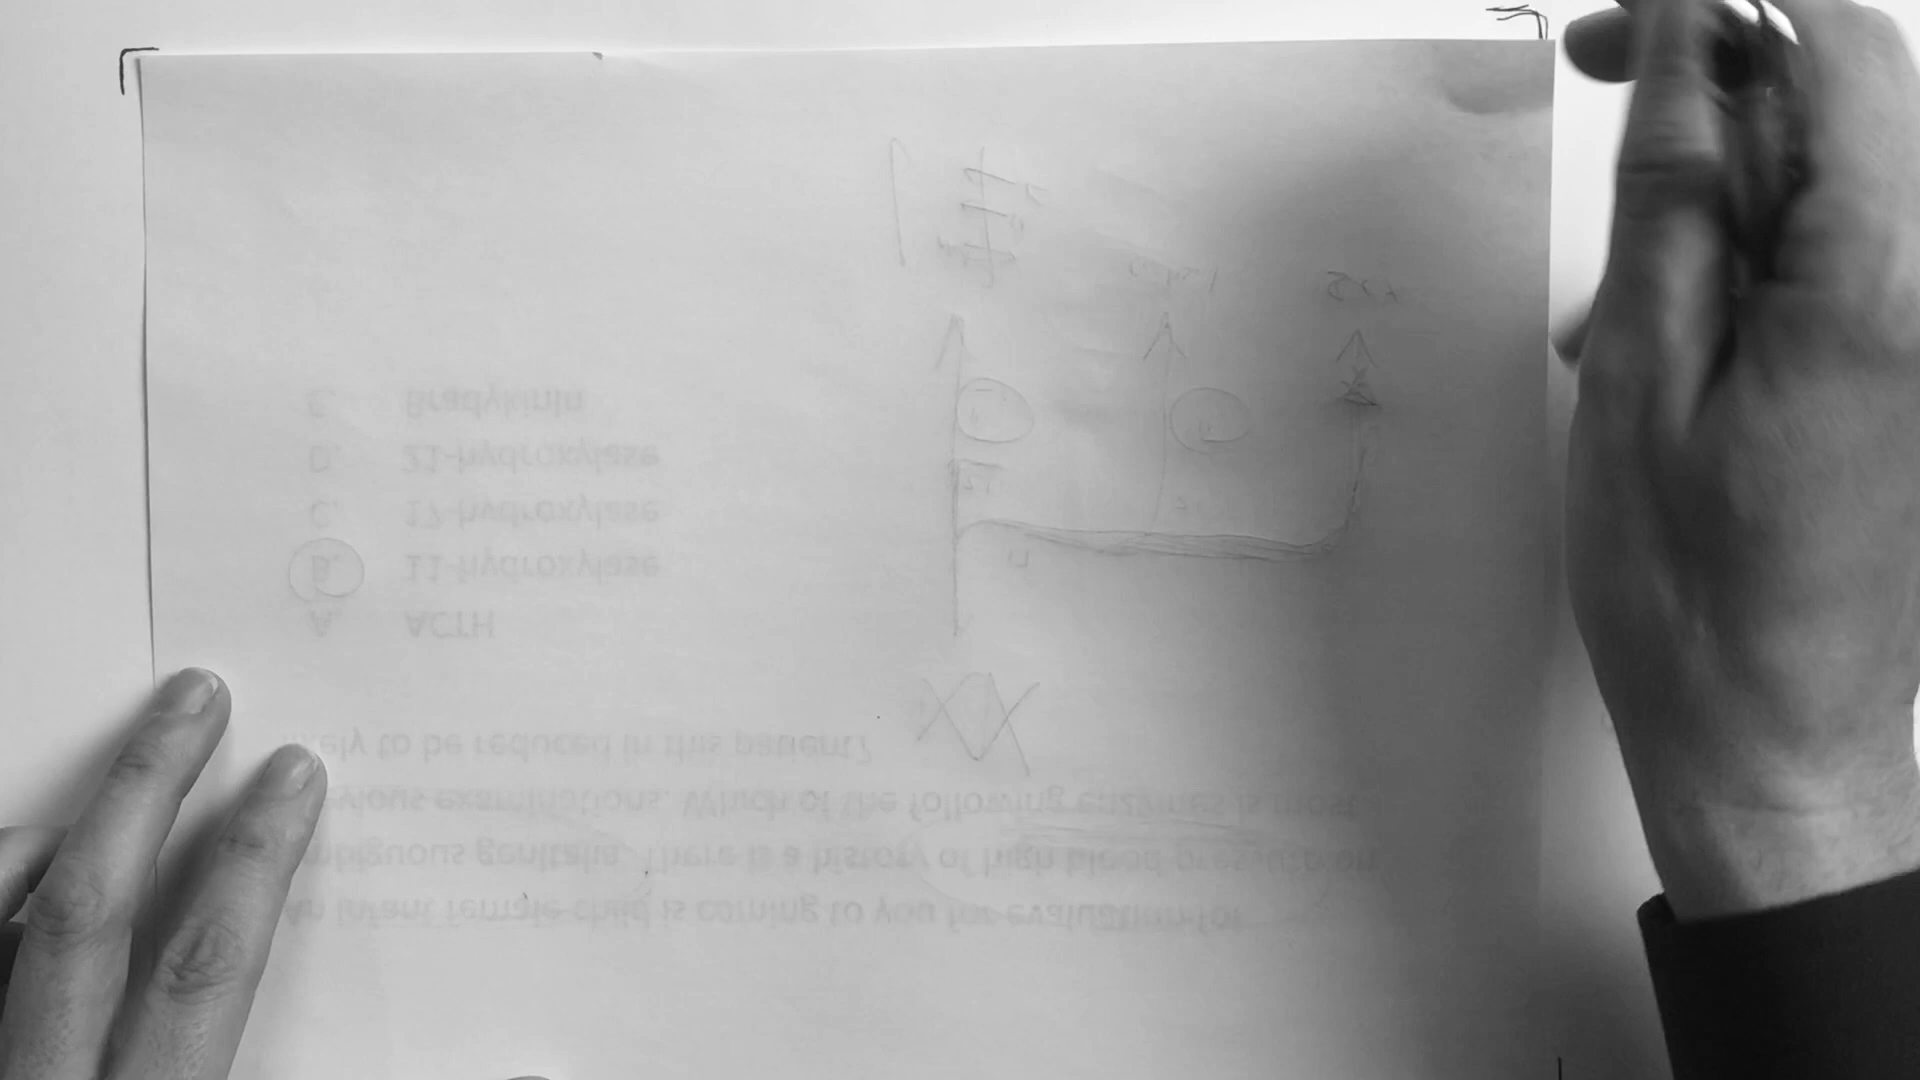 An infant female child is coming to you for evaluation for
ambiguous genitalia. There is a history of high blood pressure on
previous examinations. Which of the following enzymes is most
likely to be reduced in this patient?
XX
A. ACTH
B. 11-hydroxylase
C. 17-hydroxylase
D. 21-hydroxylase
E. Bradykinin